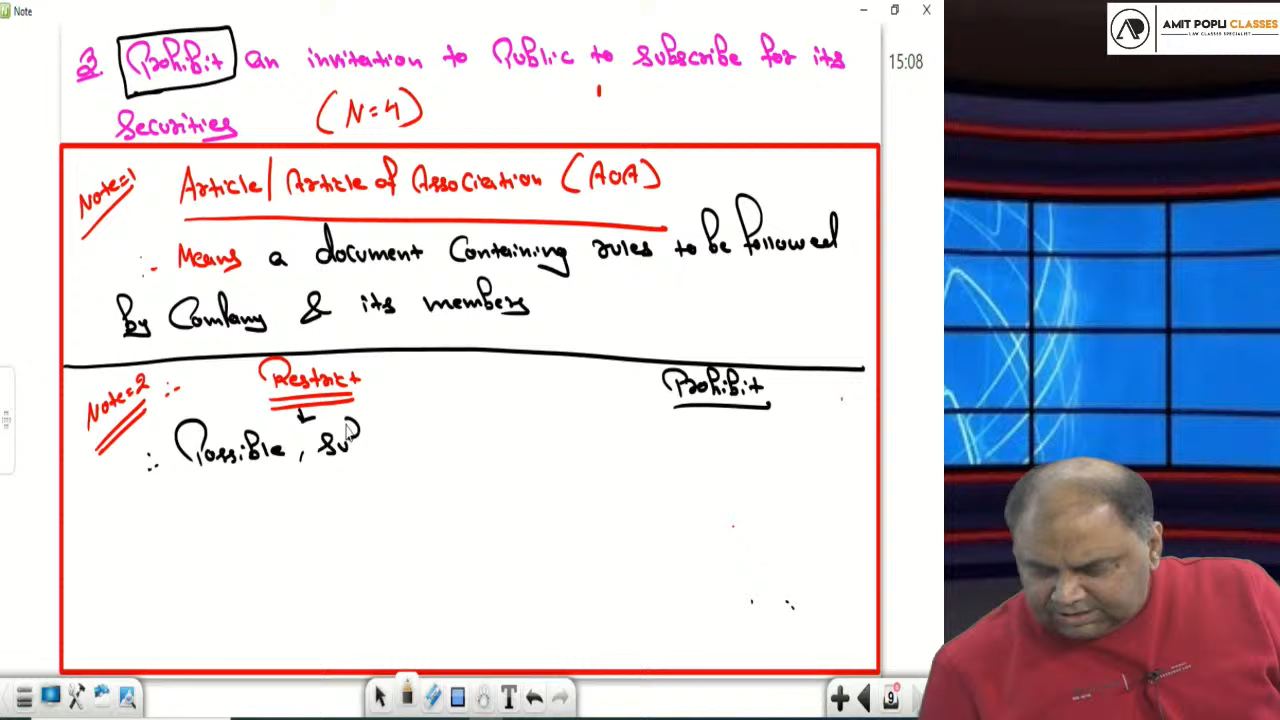 Note
AMIT POPLI CLASSES
LAW CLASSES SPECIALIST
15:08
3 Prohibit an invitation to Public to subscribe for its
Securities (N=4)
Note=1 Article/Article of Association (AOA)
:- Means a document Containing rules to be followed
by Company & its members
Note=2 :- Restrict Prohibit
Possible, Su
9